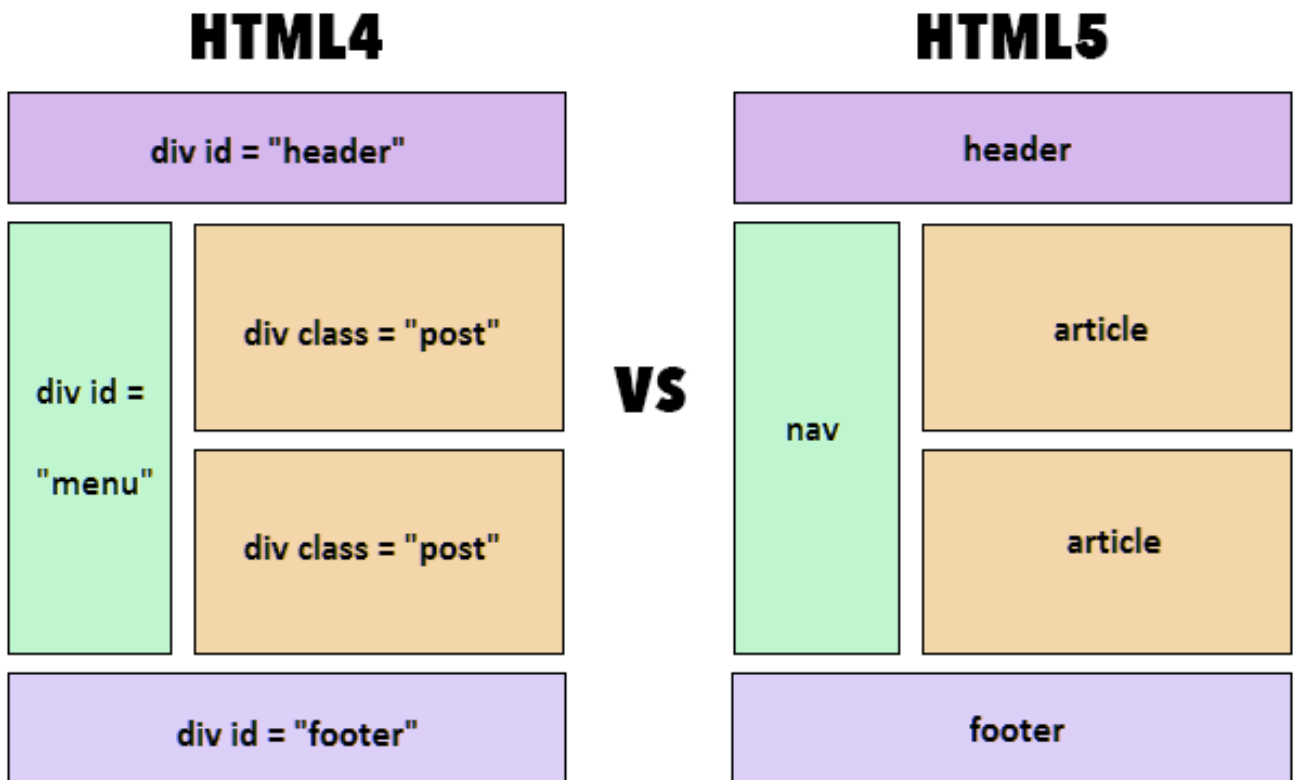 HTML4
div id = "header"
div id =
"menu"
div class = "post"
div class = "post"
div id = "footer"
VS
HTML5
header
nav
article
article
footer